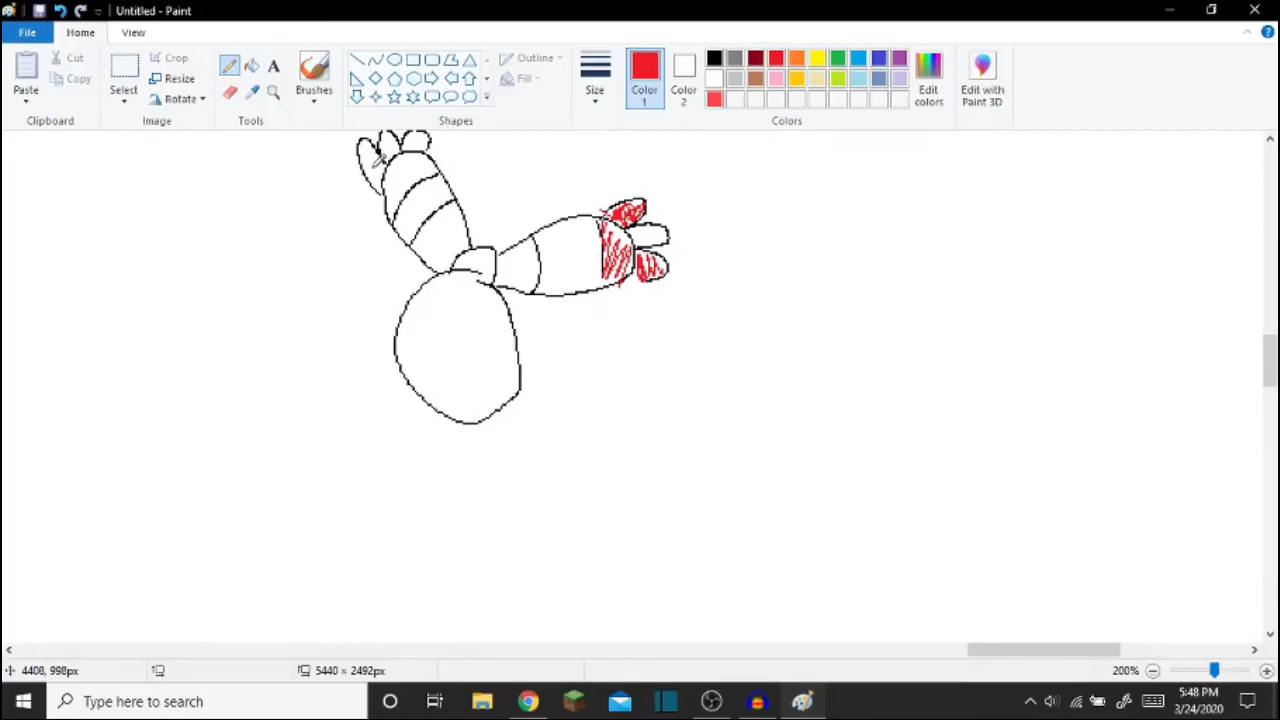 Untitled - Paint
File Home View
Paste
Cut
Copy
Clipboard
Select
Crop
Resize
Rotate
Image
A
Tools
Brushes
Outline
Fill
Shapes
Size
Color 1
Color 2
Edit colors
Colors
Edit with Paint 3D
4408, 998px
5440 × 2492px
200%
Type here to search
5:48 PM
3/24/2020